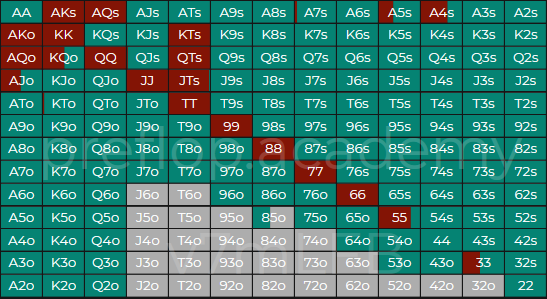 AA AKs AQs AJs ATs A9s A8s A7s A6s A5s A4s A3s A2s
AKo KK KQs KJs KTs K9s K8s K7s K6s K5s K4s K3s K2s
AQo KQo QQ QJs QTs Q9s Q8s Q7s Q6s Q5s Q4s Q3s Q2s
AJo KJo QJo JJ JTs J9s J8s J7s J6s J5s J4s J3s J2s
ATo KTo QTo JTo TT T9s T8s T7s T6s T5s T4s T3s T2s
A9o K9o Q9o J9o T9o 99 98s 97s 96s 95s 94s 93s 92s
A8o K8o Q8o J8o T8o 98o 88 87s 86s 85s 84s 83s 82s
preflop.academy
A7o K7o Q7o J7o T7o 97o 87o 77 76s 75s 74s 73s 72s
A6o K6o Q6o J6o T6o 96o 86o 76o 66 65s 64s 63s 62s
A5o K5o Q5o J5o T5o 95o 85o 75o 65o 55 54s 53s 52s
A4o K4o Q4o J4o T4o 94o 84o 74o 64o 54o 44 43s 42s
A3o K3o Q3o J3o T3o 93o 83o 73o 63o 53o 43o 33 32s
A2o K2o Q2o J2o T2o 92o 82o 72o 62o 52o 42o 32o 22